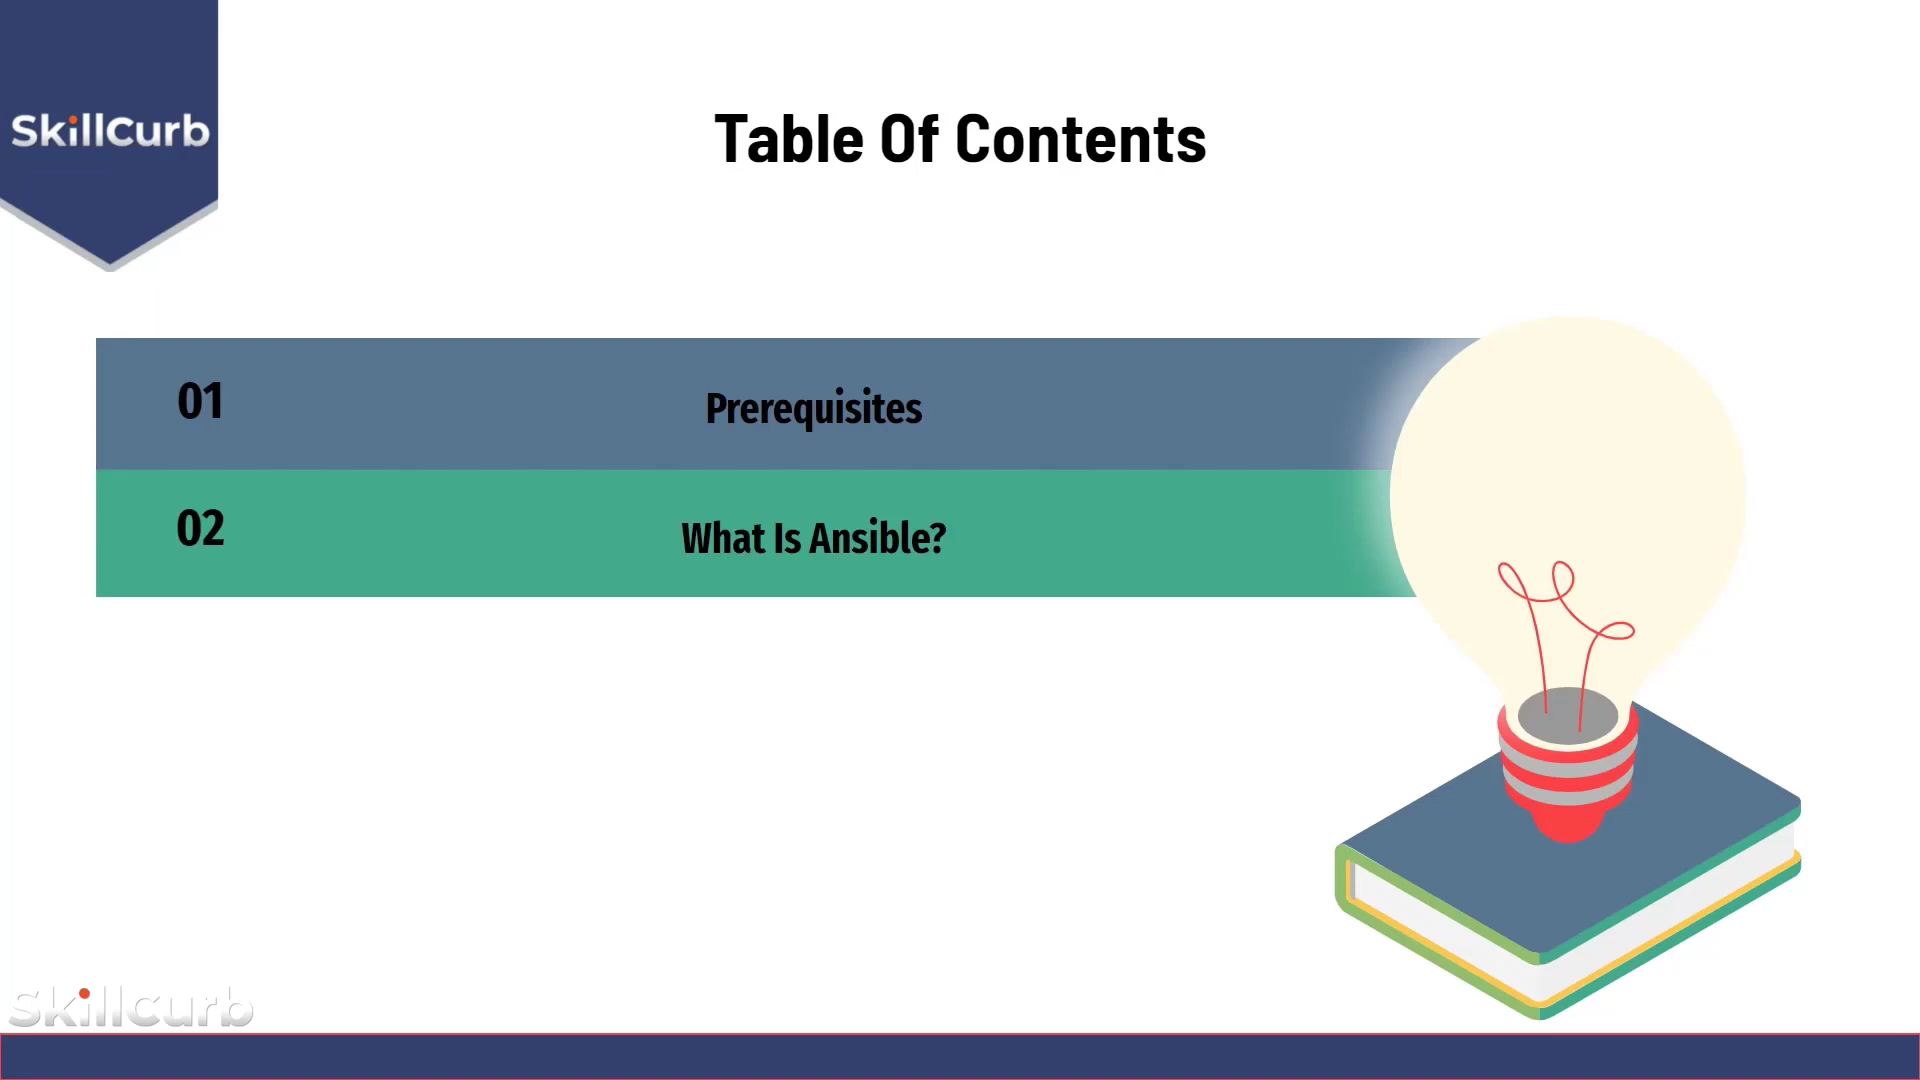 SkillCurb
Table Of Contents
01
Prerequisites
02
What Is Ansible?
Skillcurb